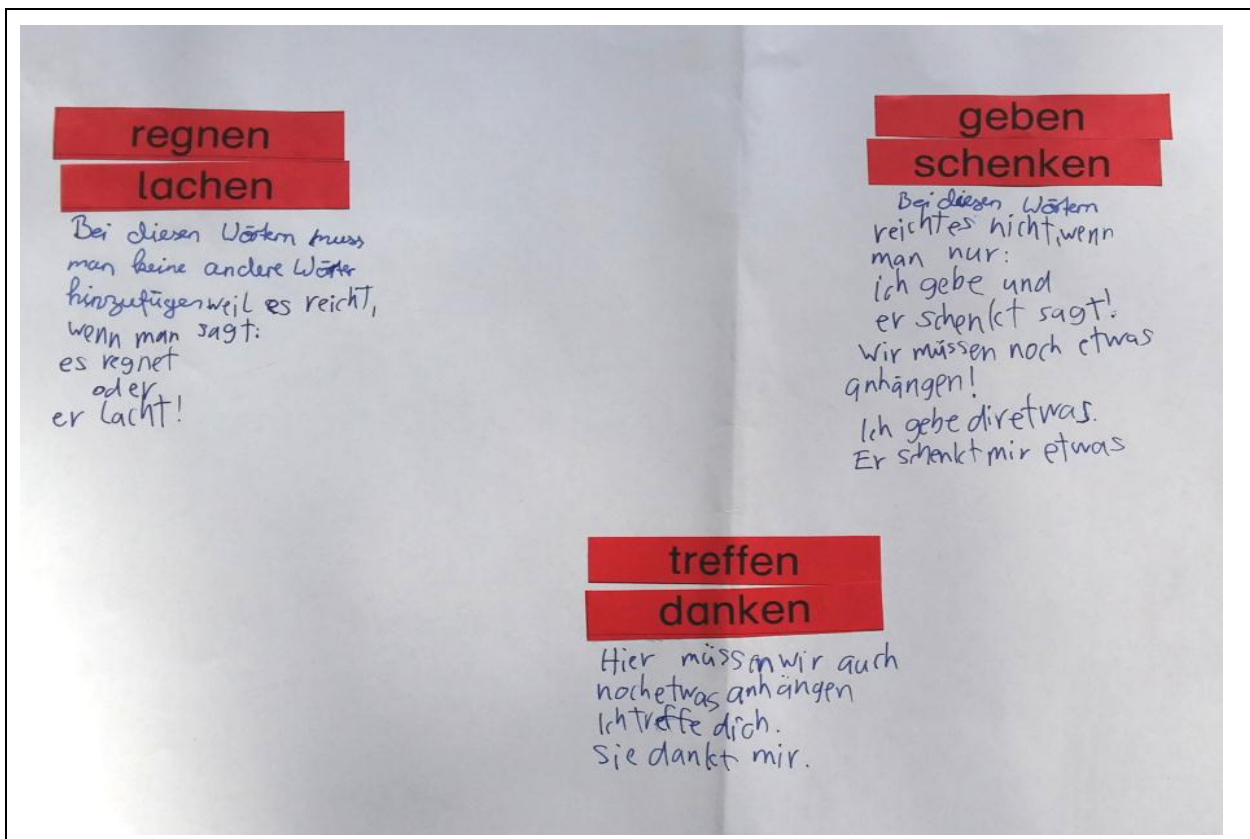 regnen
lachen
Bei diesen Wörtern muss
man keine andere Wörter
hinzufügen weil es reicht,
wenn man sagt:
es regnet
oder
er lacht!
geben
schenken
Bei diesen Wörtern
reicht es nicht, wenn
man nur:
ich gebe und
er schenkt sagt!
Wir müssen noch etwas
anhängen!
Ich gebe dir etwas.
Er schenkt mir etwas
treffen
danken
Hier müssen wir auch
noch etwas anhängen
Ich treffe dich.
Sie dankt mir.